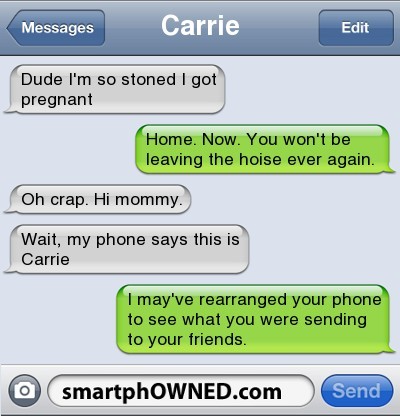 Messages
Carrie
Edit
Dude I'm so stoned I got
pregnant
Home. Now. You won't be
leaving the hoise ever again.
Oh crap. Hi mommy.
Wait, my phone says this is
Carrie
I may've rearranged your phone
to see what you were sending
to your friends.
smartphOWNED.com
Send